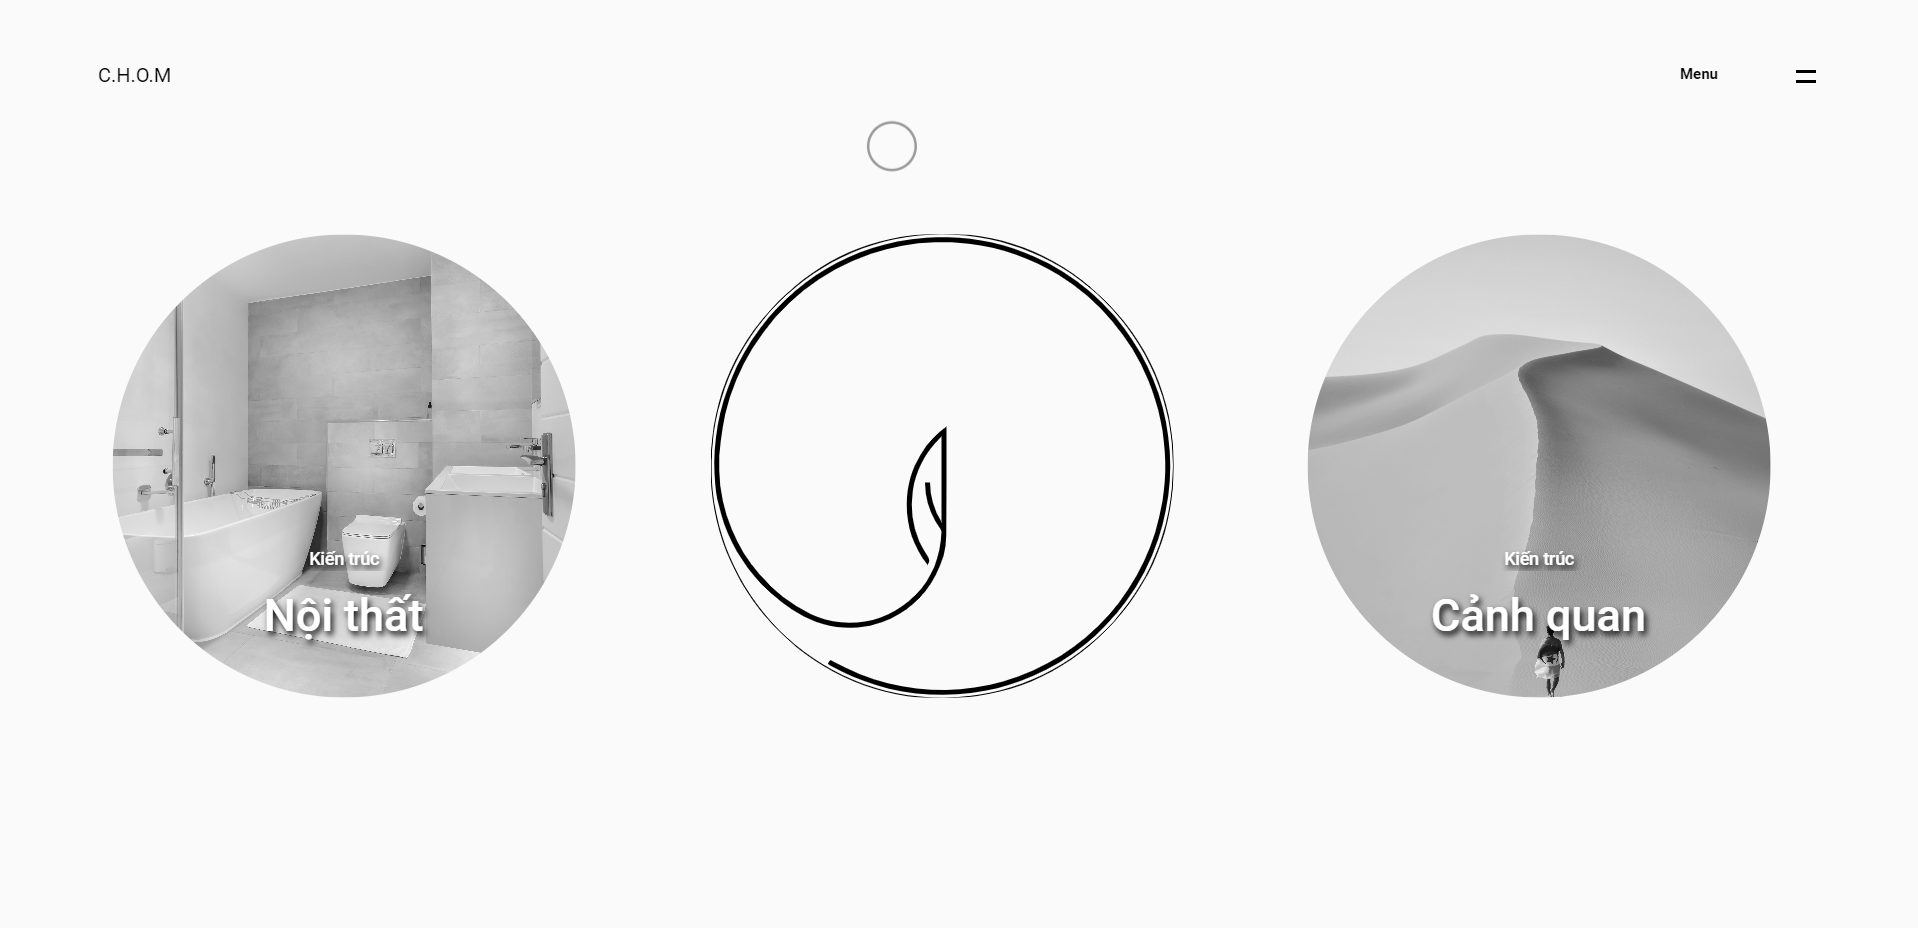 C.H.O.M
Menu
Kiến trúc
Nội thất
Kiến trúc
Cảnh quan